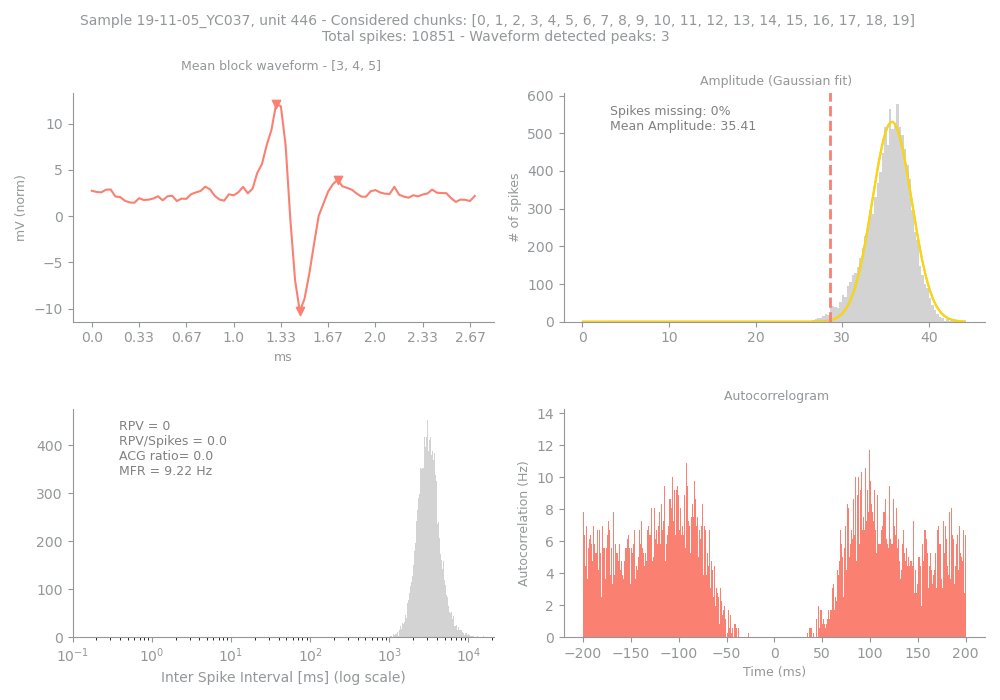 Sample 19-11-05_YC037, unit 446 - Considered chunks: [0, 1, 2, 3, 4, 5, 6, 7, 8, 9, 10, 11, 12, 13, 14, 15, 16, 17, 18, 19]
Total spikes: 10851 - Waveform detected peaks: 3
Mean block waveform - [3, 4, 5]
mV (norm)
10
5
0
−5
−10
0.0 0.33 0.67 1.0 1.33 1.67 2.0 2.33 2.67
ms
Amplitude (Gaussian fit)
Spikes missing: 0%
Mean Amplitude: 35.41
# of spikes
600
500
400
300
200
100
0
0 10 20 30 40
RPV = 0
RPV/Spikes = 0.0
ACG ratio= 0.0
MFR = 9.22 Hz
400
300
200
100
0
10⁻¹ 10⁰ 10¹ 10² 10³ 10⁴
Inter Spike Interval [ms] (log scale)
Autocorrelogram
Autocorrelation (Hz)
14
12
10
8
6
4
2
0
−200 −150 −100 −50 0 50 100 150 200
Time (ms)